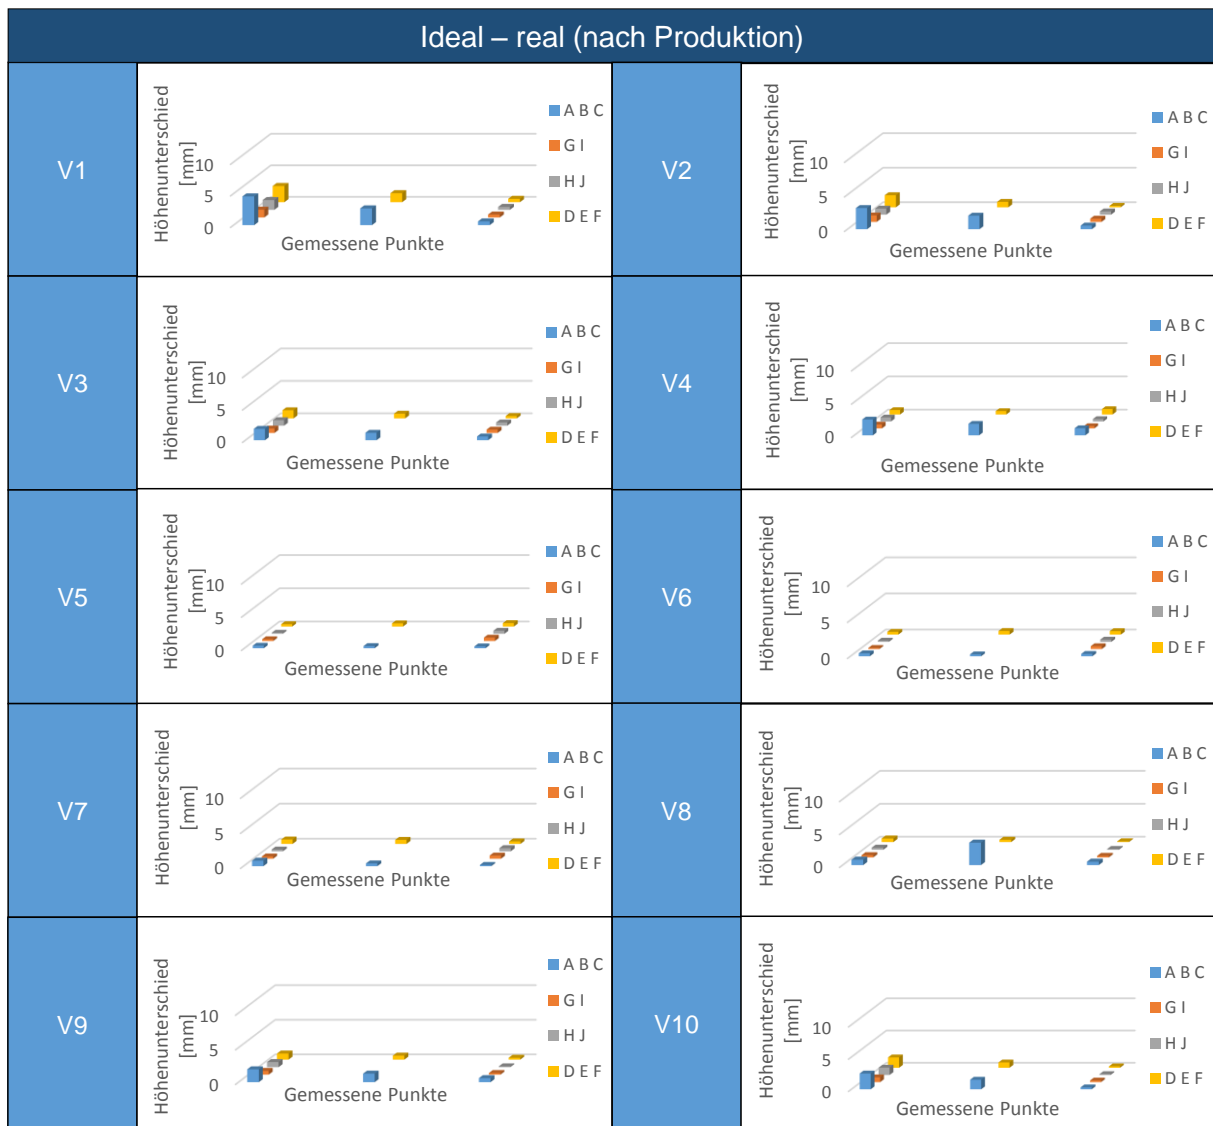 Ideal – real (nach Produktion)
V1
Höhenunterschied
[mm]
10
5
0
Gemessene Punkte
A B C
G I
H J
D E F
V2
Höhenunterschied
[mm]
10
5
0
Gemessene Punkte
A B C
G I
H J
D E F
V3
Höhenunterschied
[mm]
10
5
0
Gemessene Punkte
A B C
G I
H J
D E F
V4
Höhenunterschied
[mm]
10
5
0
Gemessene Punkte
A B C
G I
H J
D E F
V5
Höhenunterschied
[mm]
10
5
0
Gemessene Punkte
A B C
G I
H J
D E F
V6
Höhenunterschied
[mm]
10
5
0
Gemessene Punkte
A B C
G I
H J
D E F
V7
Höhenunterschied
[mm]
10
5
0
Gemessene Punkte
A B C
G I
H J
D E F
V8
Höhenunterschied
[mm]
10
5
0
Gemessene Punkte
A B C
G I
H J
D E F
V9
Höhenunterschied
[mm]
10
5
0
Gemessene Punkte
A B C
G I
H J
D E F
V10
Höhenunterschied
[mm]
10
5
0
Gemessene Punkte
A B C
G I
H J
D E F